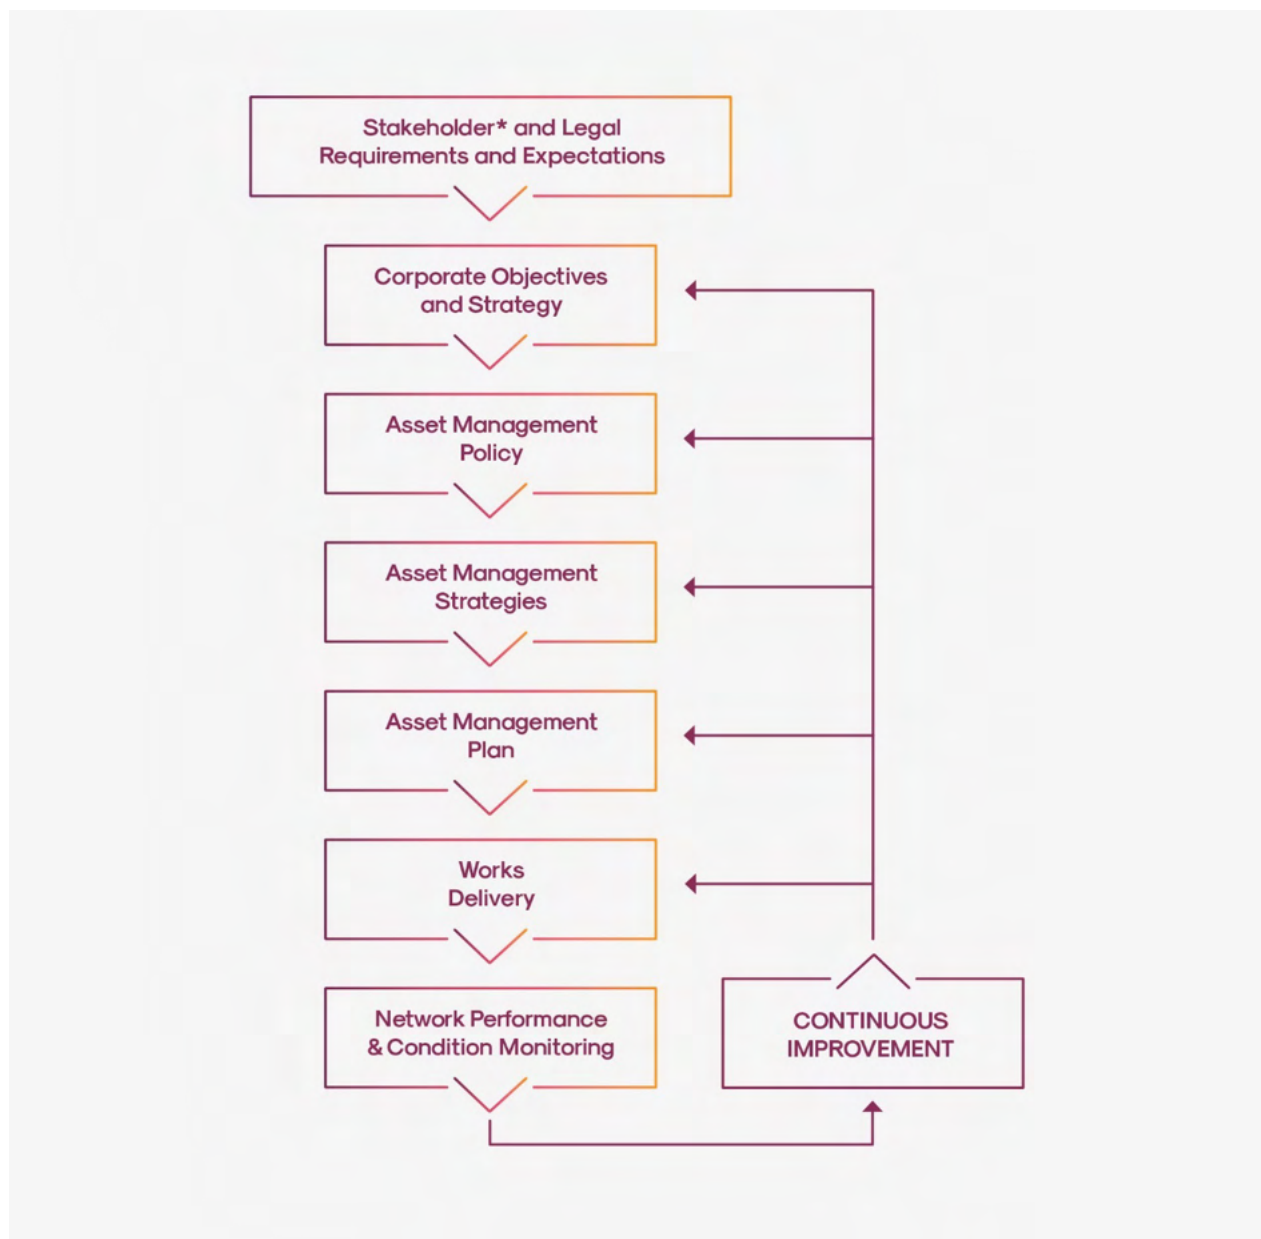 Stakeholder* and Legal
Requirements and Expectations
Corporate Objectives
and Strategy
Asset Management
Policy
Asset Management
Strategies
Asset Management
Plan
Works
Delivery
Network Performance
& Condition Monitoring
CONTINUOUS
IMPROVEMENT